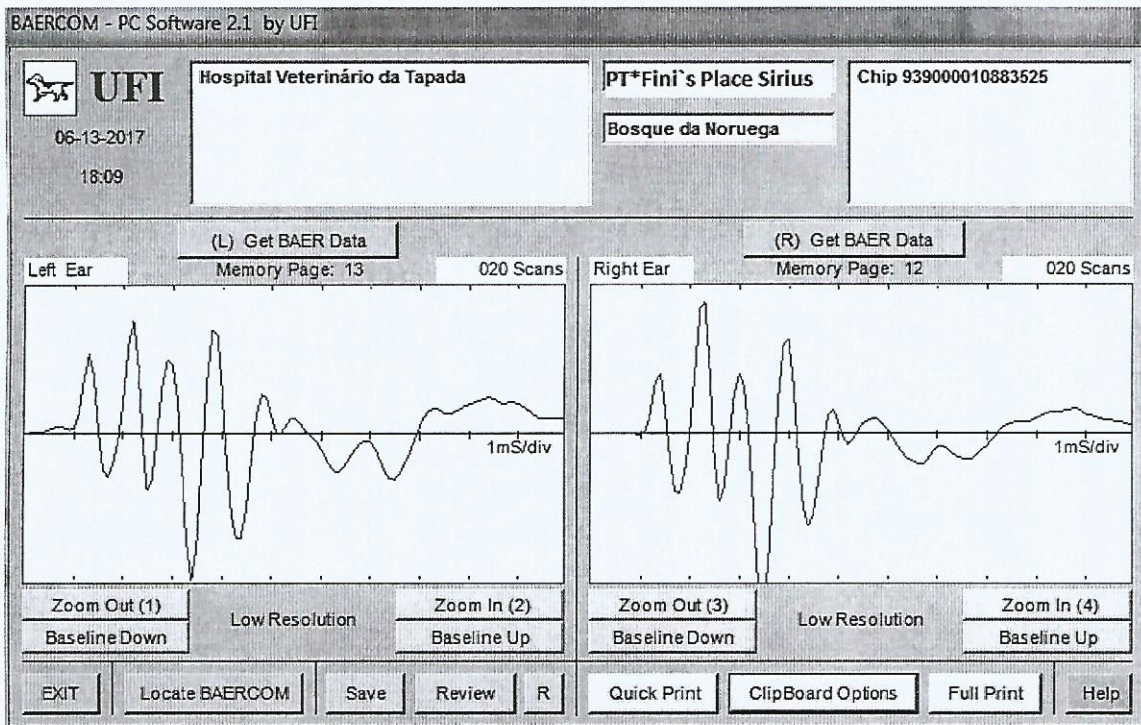 BAERCOM - PC Software 2.1 by UFI
UFI
06-13-2017
18:09
Hospital Veterinário da Tapada
PT*Fini`s Place Sirius
Bosque da Noruega
Chip 939000010883525
(L) Get BAER Data
(R) Get BAER Data
Left Ear
Memory Page: 13
020 Scans
Right Ear
Memory Page: 12
020 Scans
1mS/div
1mS/div
Zoom Out (1)
Baseline Down
Low Resolution
Zoom In (2)
Baseline Up
Zoom Out (3)
Baseline Down
Low Resolution
Zoom In (4)
Baseline Up
EXIT
Locate BAERCOM
Save
Review
R
Quick Print
ClipBoard Options
Full Print
Help